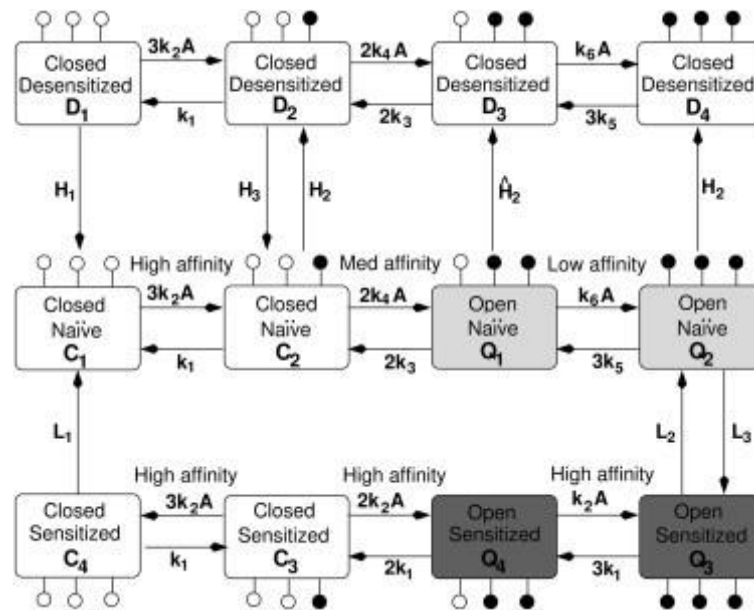 3k₂A 2k₄A k₆A
Closed Desensitized D₁
Closed Desensitized D₂
Closed Desensitized D₃
Closed Desensitized D₄
k₁ 2k₃ 3k₅
H₁ H₃ H₂ Ĥ₂ H₂
High affinity Med affinity Low affinity
3k₂A 2k₄A k₆A
Closed Naïve C₁
Closed Naïve C₂
Open Naïve Q₁
Open Naïve Q₂
k₁ 2k₃ 3k₅
L₁ L₂ L₃
High affinity High affinity High affinity
3k₂A 2k₂A k₂A
Closed Sensitized C₄
Closed Sensitized C₃
Open Sensitized Q₄
Open Sensitized Q₃
k₁ 2k₁ 3k₁